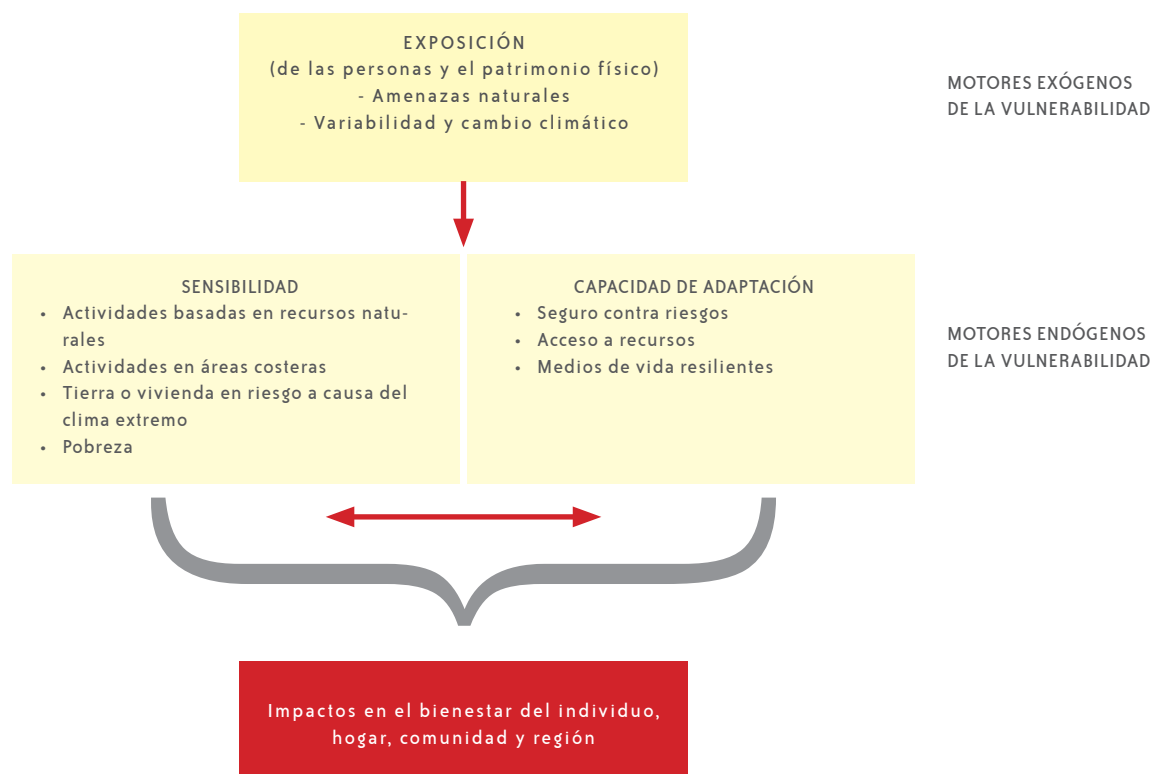 EXPOSICIÓN
(de las personas y el patrimonio físico)
- Amenazas naturales
- Variabilidad y cambio climático
MOTORES EXÓGENOS
DE LA VULNERABILIDAD
SENSIBILIDAD
• Actividades basadas en recursos natu-
rales
• Actividades en áreas costeras
• Tierra o vivienda en riesgo a causa del
clima extremo
• Pobreza
CAPACIDAD DE ADAPTACIÓN
• Seguro contra riesgos
• Acceso a recursos
• Medios de vida resilientes
MOTORES ENDÓGENOS
DE LA VULNERABILIDAD
Impactos en el bienestar del individuo,
hogar, comunidad y región